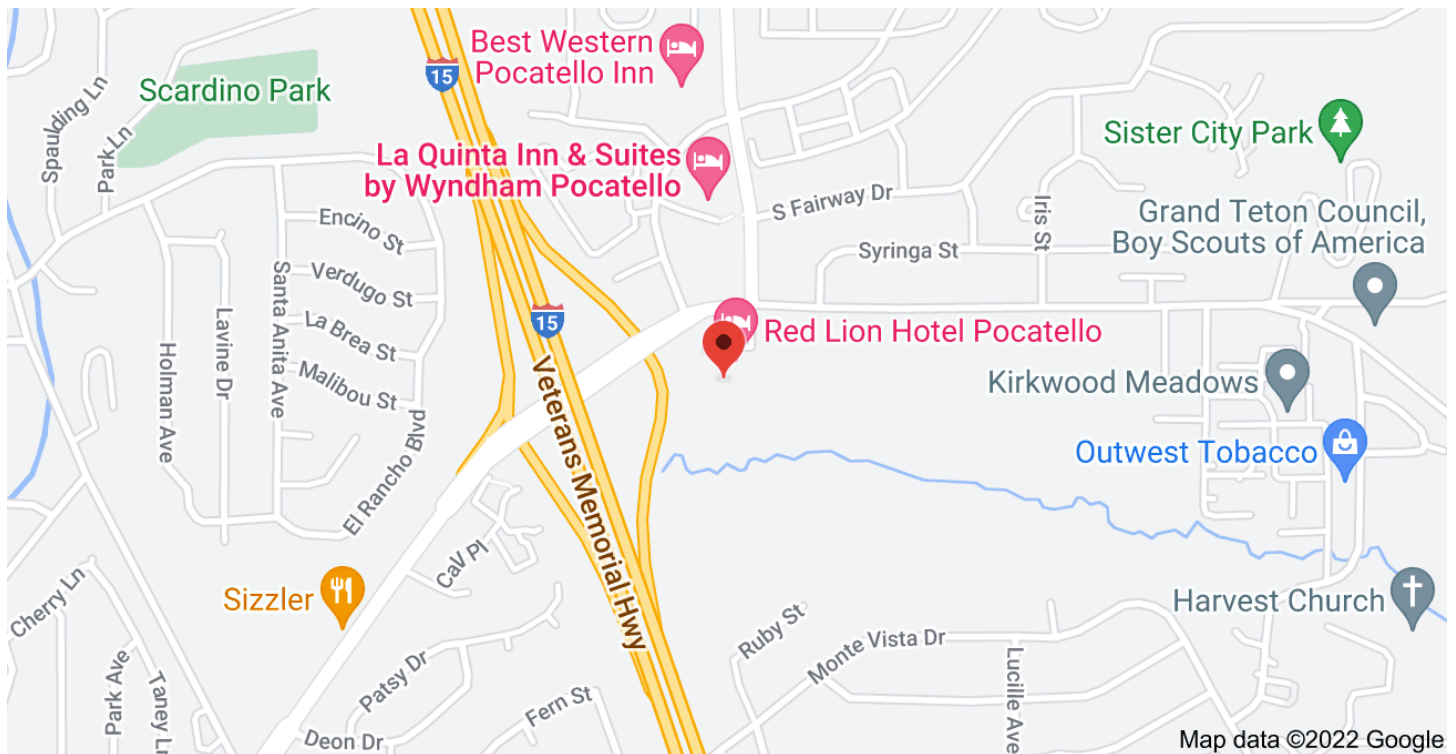 Best Western
Pocatello Inn
15
Scardino Park
Spaulding Ln
Park Ln
Sister City Park
La Quinta Inn & Suites
by Wyndham Pocatello
S Fairway Dr
Iris St
Grand Teton Council,
Boy Scouts of America
Encino St
Syringa St
Verdugo St
Santa Anita Ave
La Brea St
Lavine Dr
Holman Ave
15
Red Lion Hotel Pocatello
Malibou St
Kirkwood Meadows
El Rancho Blvd
Veterans Memorial Hwy
Outwest Tobacco
CaV Pl
Sizzler
Cherry Ln
Harvest Church
Ruby St
Monte Vista Dr
Patsy Dr
Lucille Ave
Park Ave
Taney Ln
Fern St
Deon Dr
Map data ©2022 Google